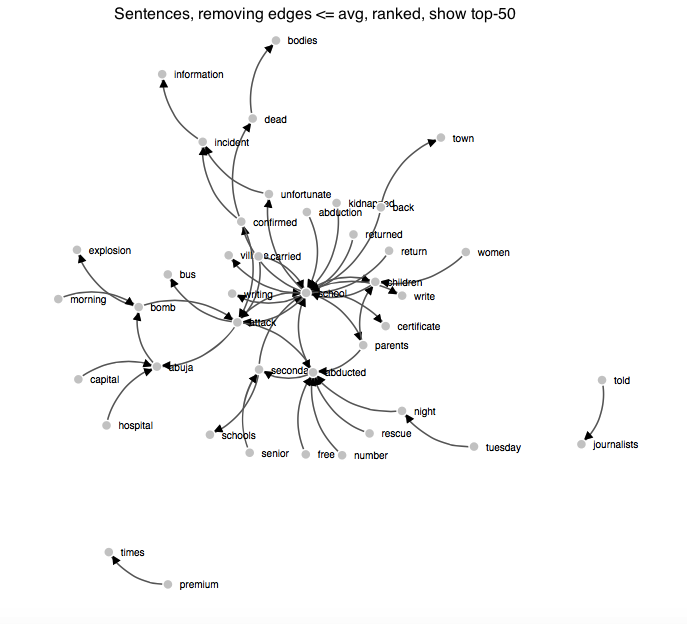 Sentences, removing edges <= avg, ranked, show top-50
bodies
information
dead
town
incident
unfortunate
kidnapped
back
abduction
confirmed
returned
explosion
carried
return
women
bus
children
morning
writing
school
write
bomb
attack
certificate
parents
abuja
abducted
capital
told
night
hospital
schools
rescue
journalists
senior
free
number
tuesday
times
premium